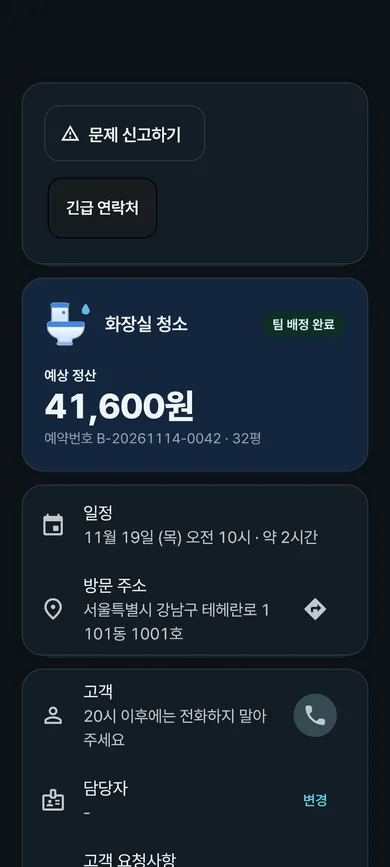 문제 신고하기
긴급 연락처
화장실 청소
팀 배정 완료
예상 정산
41,600원
예약번호 B-20261114-0042 · 32평
일정
11월 19일 (목) 오전 10시 · 약 2시간
방문 주소
서울특별시 강남구 테헤란로 1
101동 1001호
고객
20시 이후에는 전화하지 말아
주세요
담당자
-
변경
고객 요청사항